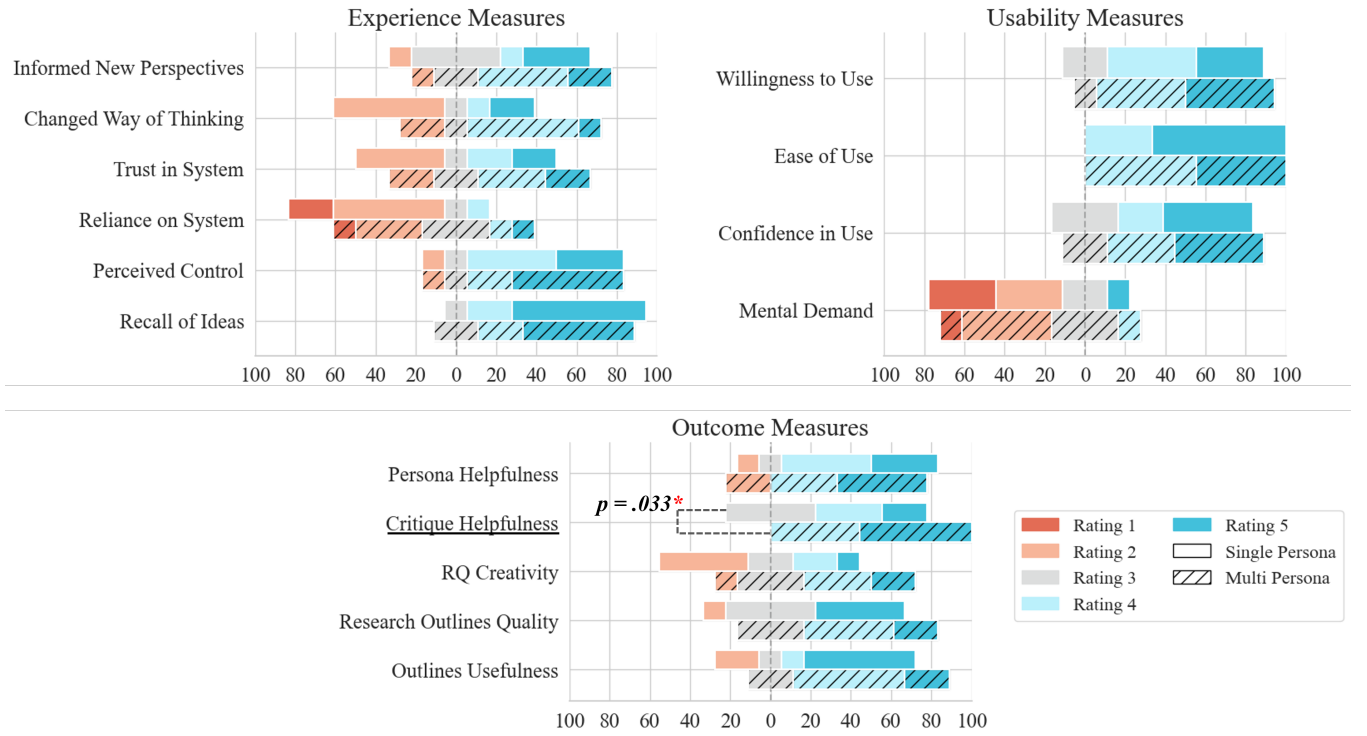 Experience Measures
Informed New Perspectives
Changed Way of Thinking
Trust in System
Reliance on System
Perceived Control
Recall of Ideas
100 80 60 40 20 0 20 40 60 80 100
Usability Measures
Willingness to Use
Ease of Use
Confidence in Use
Mental Demand
100 80 60 40 20 0 20 40 60 80 100
Outcome Measures
Persona Helpfulness
p = .033*
Critique Helpfulness
RQ Creativity
Research Outlines Quality
Outlines Usefulness
100 80 60 40 20 0 20 40 60 80 100
Rating 1
Rating 2
Rating 3
Rating 4
Rating 5
Single Persona
Multi Persona